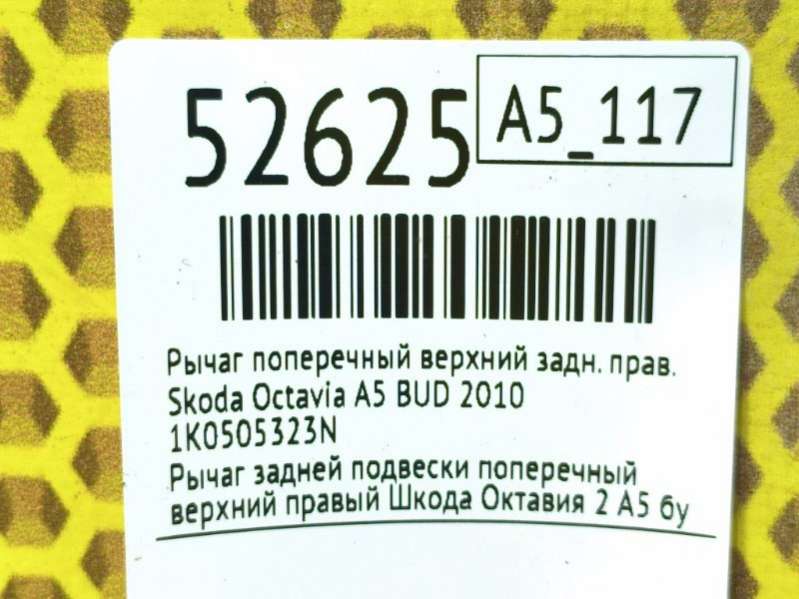 52625
A5_117
Рычаг поперечный верхний задн. прав.
Skoda Octavia A5 BUD 2010
1K0505323N
Рычаг задней подвески поперечный
верхний правый Шкода Октавия 2 А5 бу